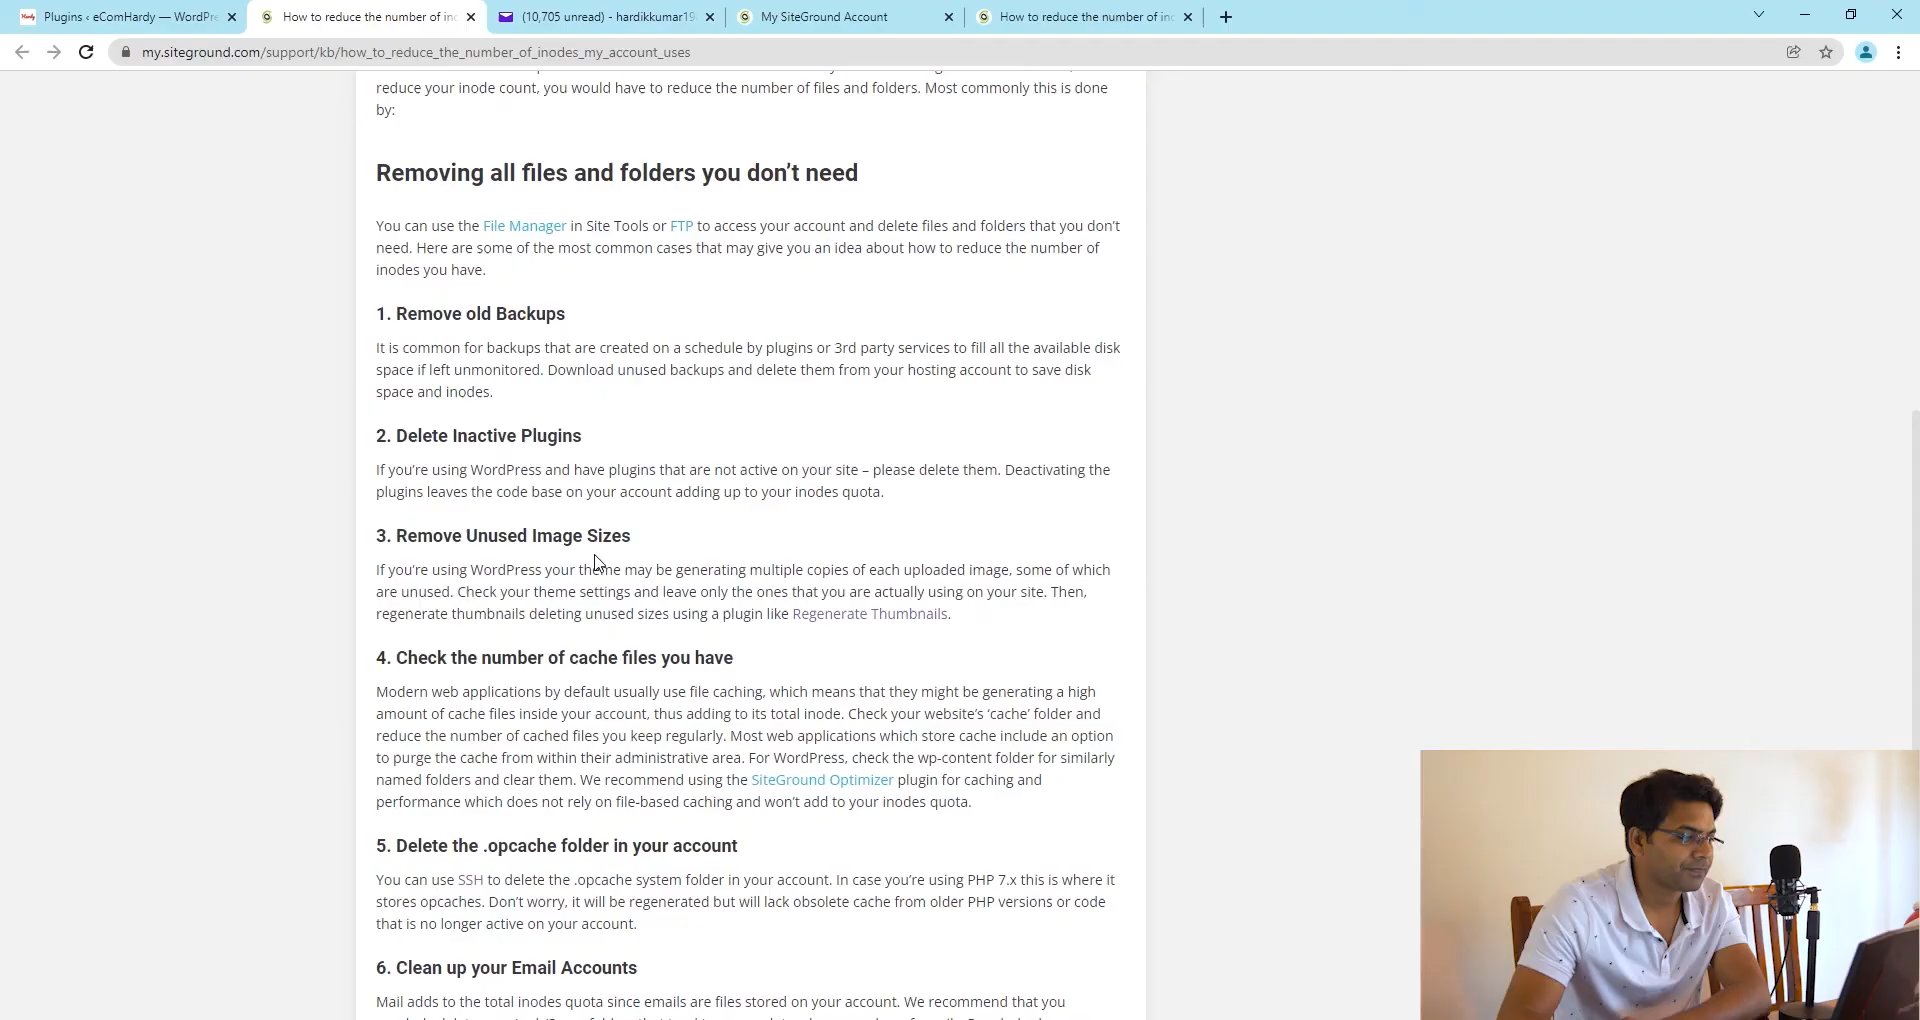 Hardy Plugins ‹ eComHardy — WordPre
How to reduce the number of ino
(10,705 unread) - hardikkumar19
My SiteGround Account
How to reduce the number of ino
my.siteground.com/support/kb/how_to_reduce_the_number_of_inodes_my_account_uses
reduce your inode count, you would have to reduce the number of files and folders. Most commonly this is done
by:
Removing all files and folders you don’t need
You can use the File Manager in Site Tools or FTP to access your account and delete files and folders that you don’t
need. Here are some of the most common cases that may give you an idea about how to reduce the number of
inodes you have.
1. Remove old Backups
It is common for backups that are created on a schedule by plugins or 3rd party services to fill all the available disk
space if left unmonitored. Download unused backups and delete them from your hosting account to save disk
space and inodes.
2. Delete Inactive Plugins
If you’re using WordPress and have plugins that are not active on your site – please delete them. Deactivating the
plugins leaves the code base on your account adding up to your inodes quota.
3. Remove Unused Image Sizes
If you’re using WordPress your theme may be generating multiple copies of each uploaded image, some of which
are unused. Check your theme settings and leave only the ones that you are actually using on your site. Then,
regenerate thumbnails deleting unused sizes using a plugin like Regenerate Thumbnails.
4. Check the number of cache files you have
Modern web applications by default usually use file caching, which means that they might be generating a high
amount of cache files inside your account, thus adding to its total inode. Check your website’s ‘cache’ folder and
reduce the number of cached files you keep regularly. Most web applications which store cache include an option
to purge the cache from within their administrative area. For WordPress, check the wp-content folder for similarly
named folders and clear them. We recommend using the SiteGround Optimizer plugin for caching and
performance which does not rely on file-based caching and won’t add to your inodes quota.
5. Delete the .opcache folder in your account
You can use SSH to delete the .opcache system folder in your account. In case you’re using PHP 7.x this is where it
stores opcaches. Don’t worry, it will be regenerated but will lack obsolete cache from older PHP versions or code
that is no longer active on your account.
6. Clean up your Email Accounts
Mail adds to the total inodes quota since emails are files stored on your account. We recommend that you